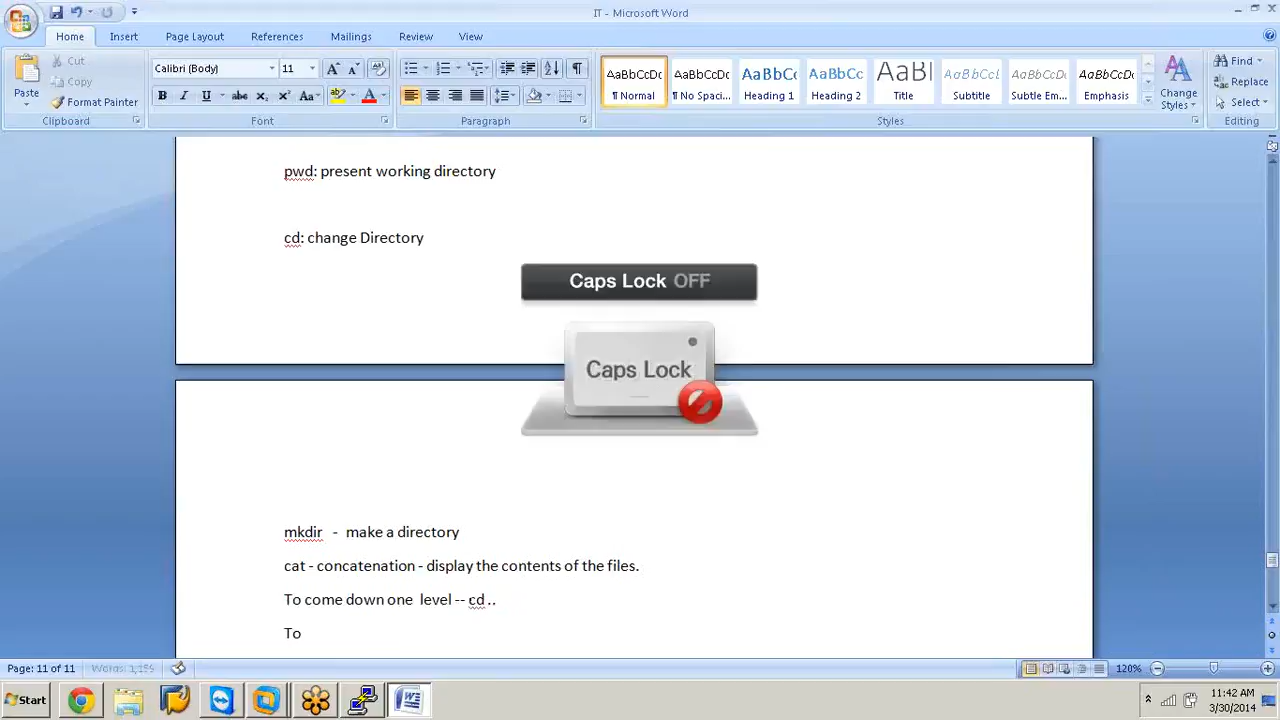 IT - Microsoft Word
Home Insert Page Layout References Mailings Review View
Paste
Cut
Copy
Format Painter
Clipboard
Calibri (Body) 11
Font
Paragraph
AaBbCcDc AaBbCcDc AaBbCc AaBbCc AaBl AaBbCcL AaBbCcDc AaBbCcDc
¶ Normal ¶ No Spaci... Heading 1 Heading 2 Title Subtitle Subtle Em... Emphasis
Change Styles
Styles
Find
Replace
Select
Editing
pwd: present working directory
cd: change Directory
Caps Lock OFF
Caps Lock
mkdir - make a directory
cat - concatenation - display the contents of the files.
To come down one level -- cd ..
To
Page: 11 of 11 Words: 1,156
120%
Start
11:42 AM
3/30/2014